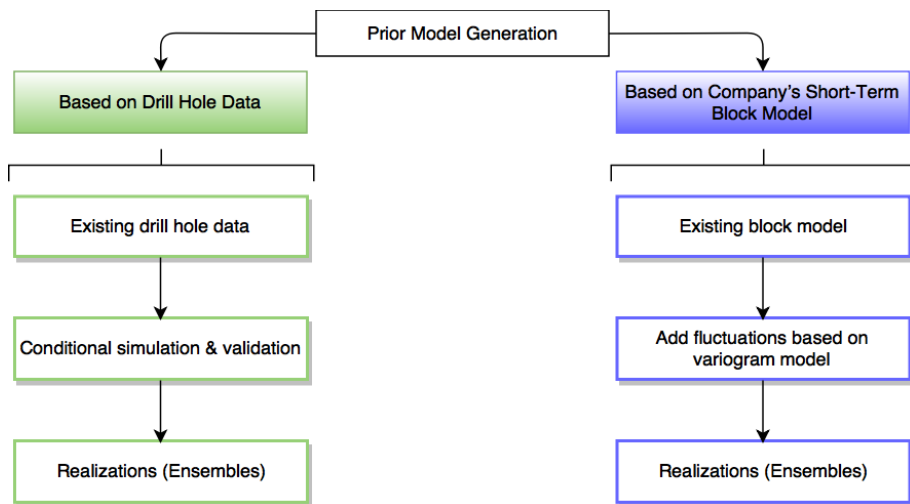 Prior Model Generation
Based on Drill Hole Data
Based on Company's Short-Term
Block Model
Existing drill hole data
Existing block model
Conditional simulation & validation
Add fluctuations based on
variogram model
Realizations (Ensembles)
Realizations (Ensembles)